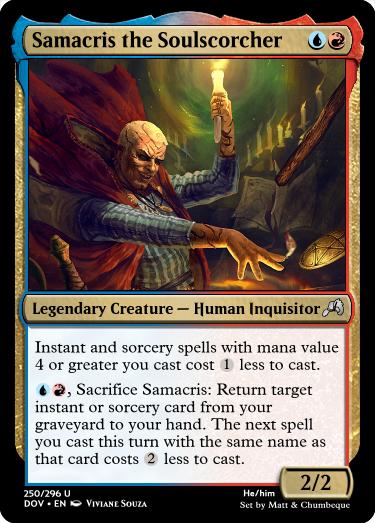 Samacris the Soulscorcher
Legendary Creature — Human Inquisitor
Instant and sorcery spells with mana value
4 or greater you cast cost 1 less to cast.
, Sacrifice Samacris: Return target
instant or sorcery card from your
graveyard to your hand. The next spell
you cast this turn with the same name as
that card costs 2 less to cast.
2/2
250/296 U He/him
DOV • EN Viviane Souza Set by Matt & Chumbeque